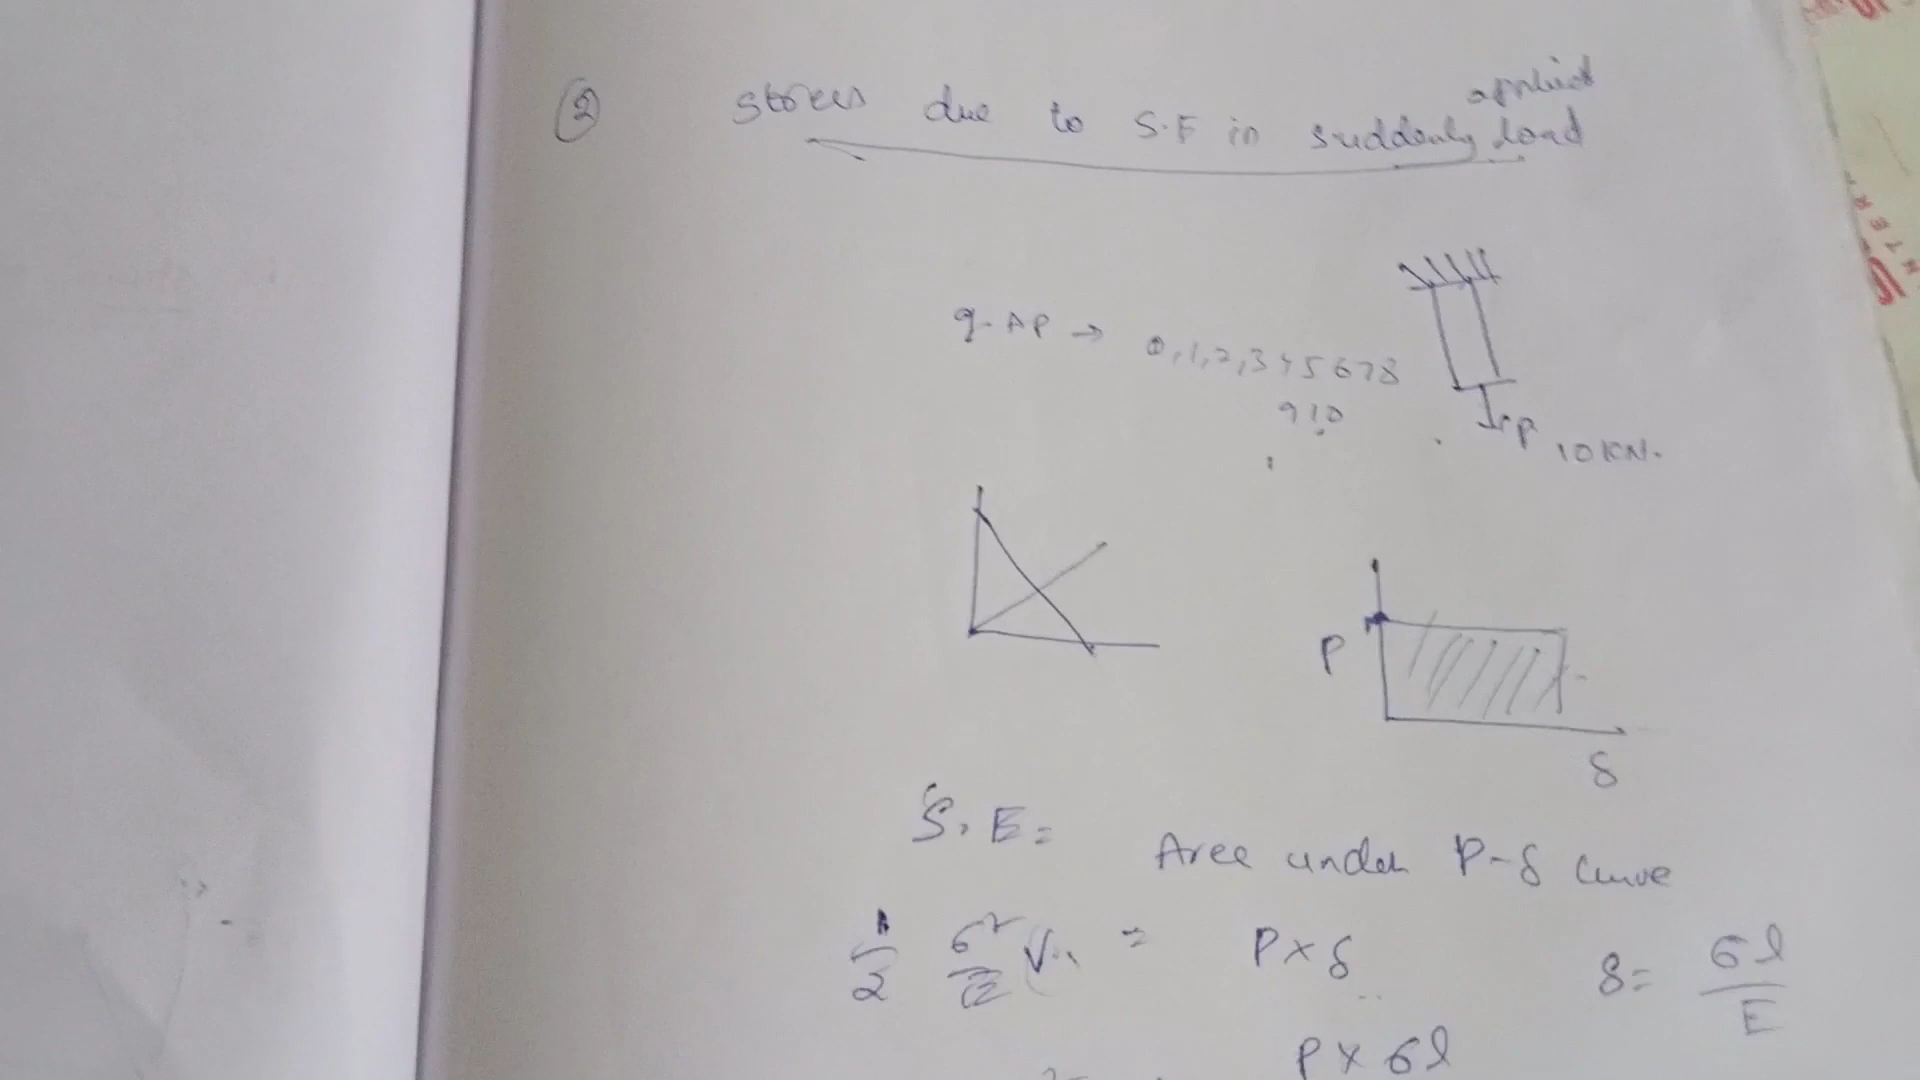 ② stress due to S.E in suddenly applied load
g-AP → 0,1,2,3 4 5 6 7 8
9 10
P 10 KN.
P
δ
S.E = Area under P-δ curve
1/2 σ²/E V = P×δ δ = σl/E
P × σl